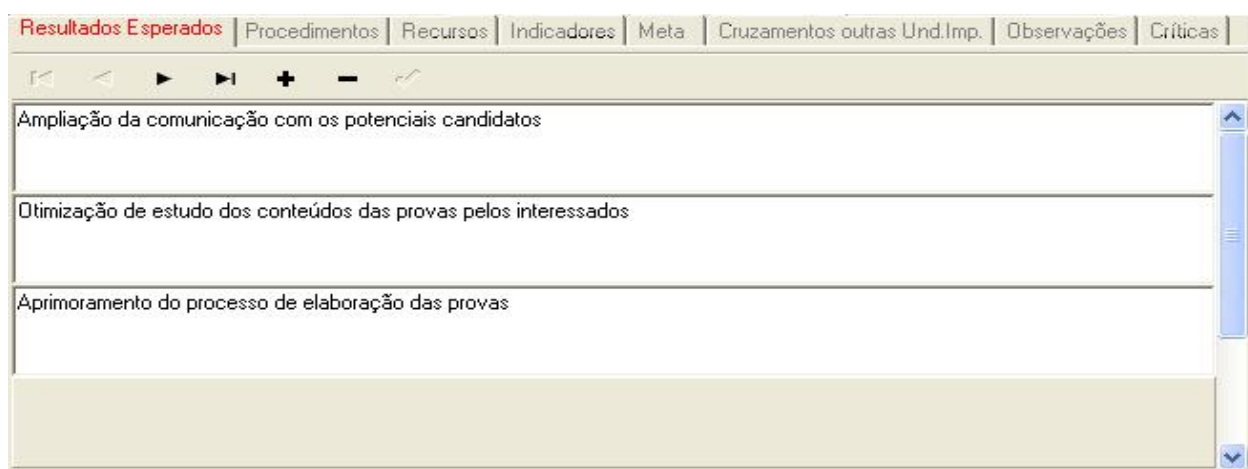 Resultados Esperados Procedimentos Recursos Indicadores Meta Cruzamentos outras Und.Imp. Observações Críticas
Ampliação da comunicação com os potenciais candidatos
Otimização de estudo dos conteúdos das provas pelos interessados
Aprimoramento do processo de elaboração das provas